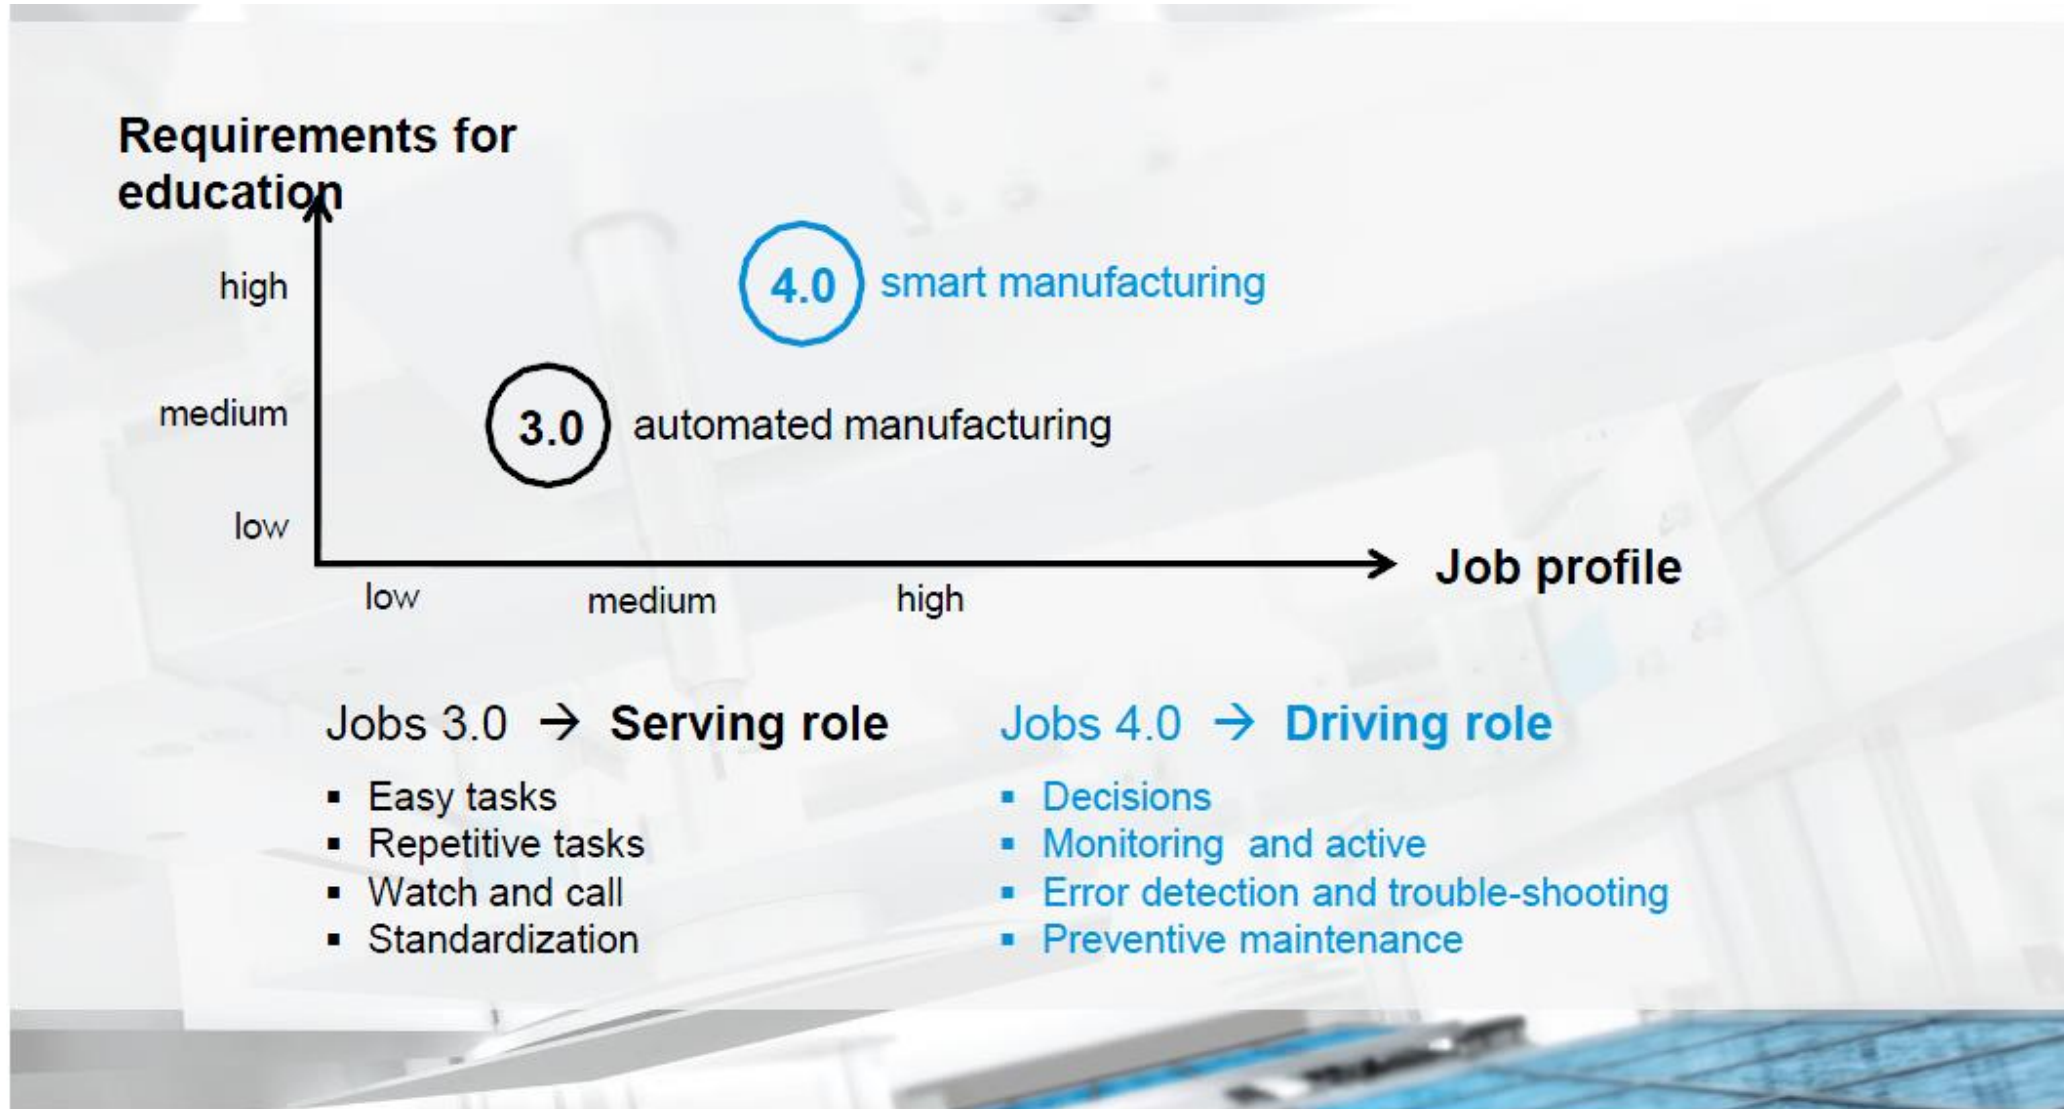 Requirements for
education
high
4.0 smart manufacturing
medium
3.0 automated manufacturing
low
Job profile
low medium high
Jobs 3.0 → Serving role
▪ Easy tasks
▪ Repetitive tasks
▪ Watch and call
▪ Standardization
Jobs 4.0 → Driving role
▪ Decisions
▪ Monitoring and active
▪ Error detection and trouble-shooting
▪ Preventive maintenance